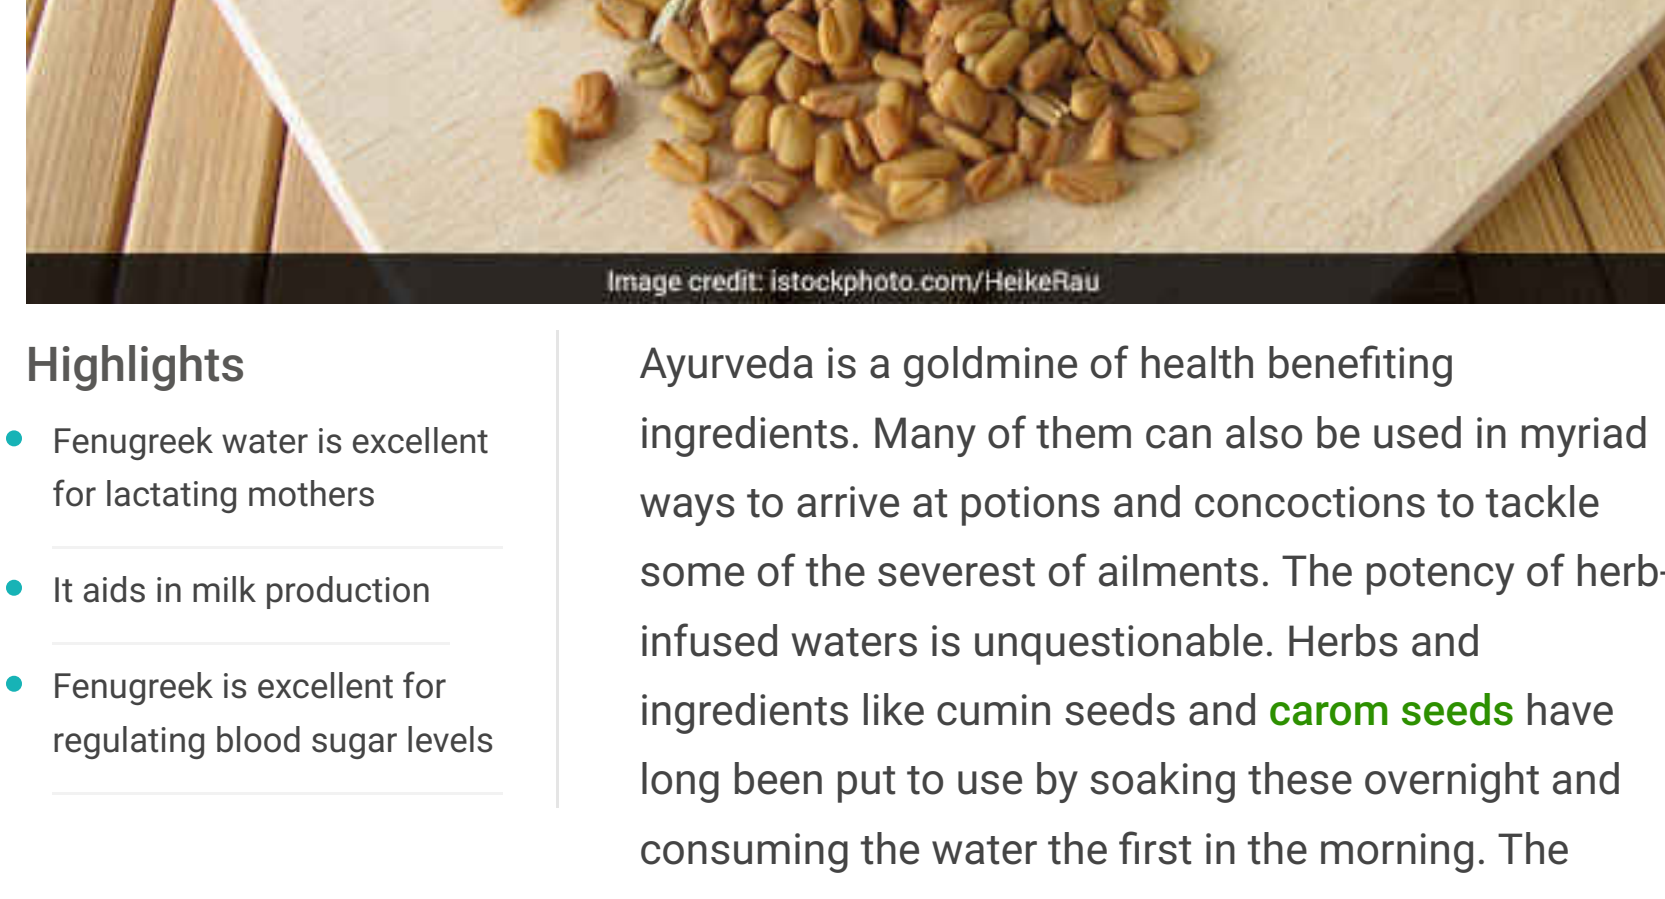 Image credit: istockphoto.com/HeikeRau
Highlights
Fenugreek water is excellent
for lactating mothers
It aids in milk production
Fenugreek is excellent for
regulating blood sugar levels
Ayurveda is a goldmine of health benefiting
ingredients. Many of them can also be used in myriad
ways to arrive at potions and concoctions to tackle
some of the severest of ailments. The potency of herb-
infused waters is unquestionable. Herbs and
ingredients like cumin seeds and carom seeds have
long been put to use by soaking these overnight and
consuming the water the first in the morning. The